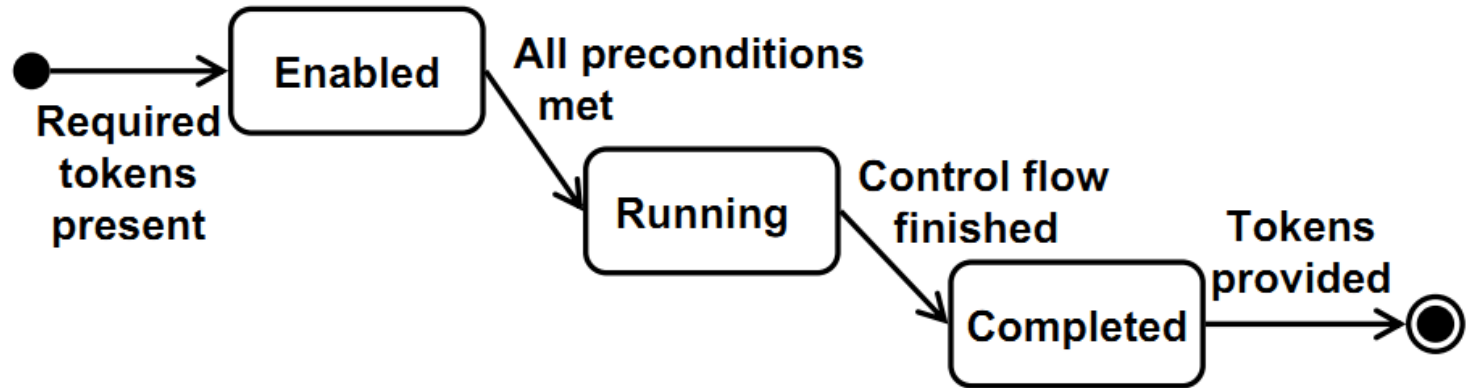 Enabled
Required
tokens
present
All preconditions
met
Running
Control flow
finished
Completed
Tokens
provided